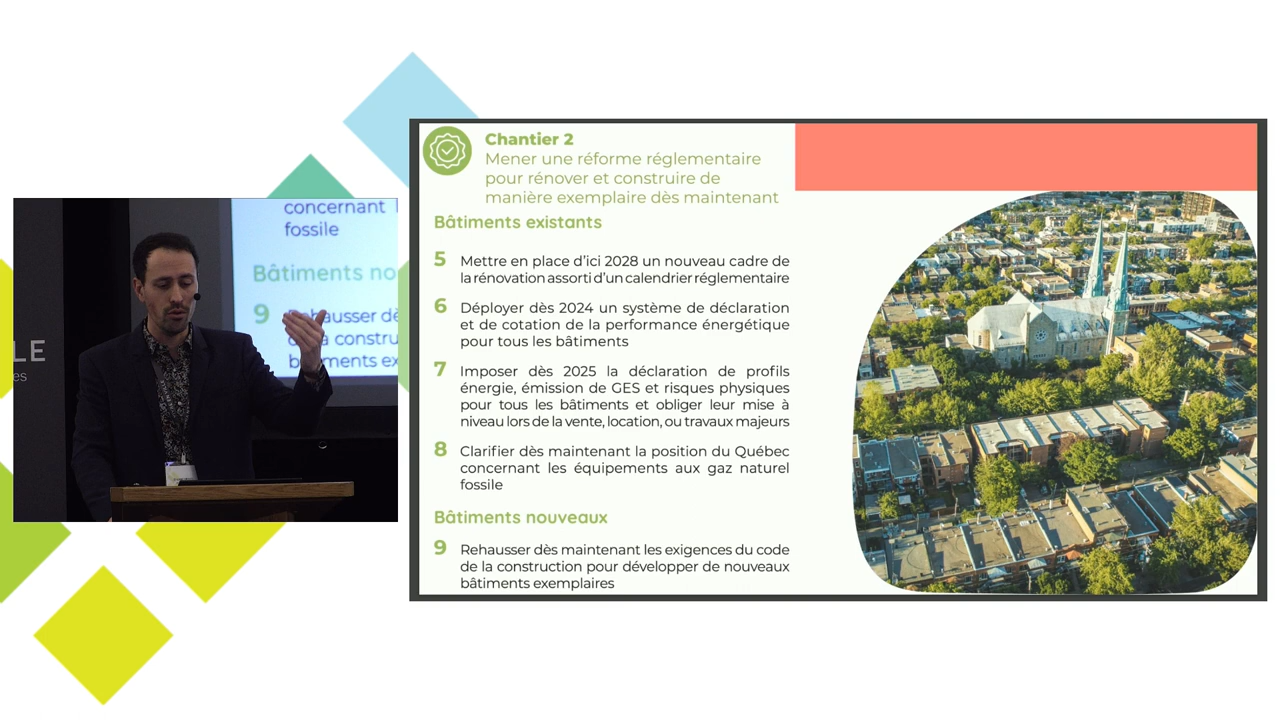 concernant
fossile
Bâtiments no
9
hausser dè
constru
bâtiments ex
LE
es
Chantier 2
Mener une réforme réglementaire
pour rénover et construire de
manière exemplaire dès maintenant
Bâtiments existants
5 Mettre en place d'ici 2028 un nouveau cadre de
la rénovation assorti d'un calendrier réglementaire
6 Déployer dès 2024 un système de déclaration
et de cotation de la performance énergétique
pour tous les bâtiments
7 Imposer dès 2025 la déclaration de profils
énergie, émission de GES et risques physiques
pour tous les bâtiments et obliger leur mise à
niveau lors de la vente, location, ou travaux majeurs
8 Clarifier dès maintenant la position du Québec
concernant les équipements aux gaz naturel
fossile
Bâtiments nouveaux
9 Rehausser dès maintenant les exigences du code
de la construction pour développer de nouveaux
bâtiments exemplaires